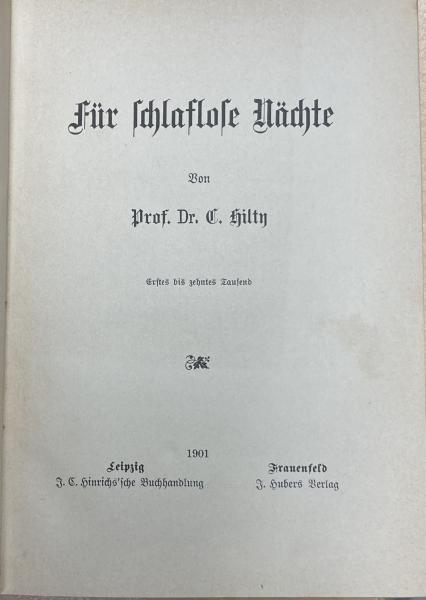 Für ſchlafloſe Nächte
Von
Prof. Dr. C. Hilty
Erſtes bis zehntes Tauſend
1901
Leipzig
J. C. Hinrichs'ſche Buchhandlung
Frauenfeld
J. Hubers Verlag